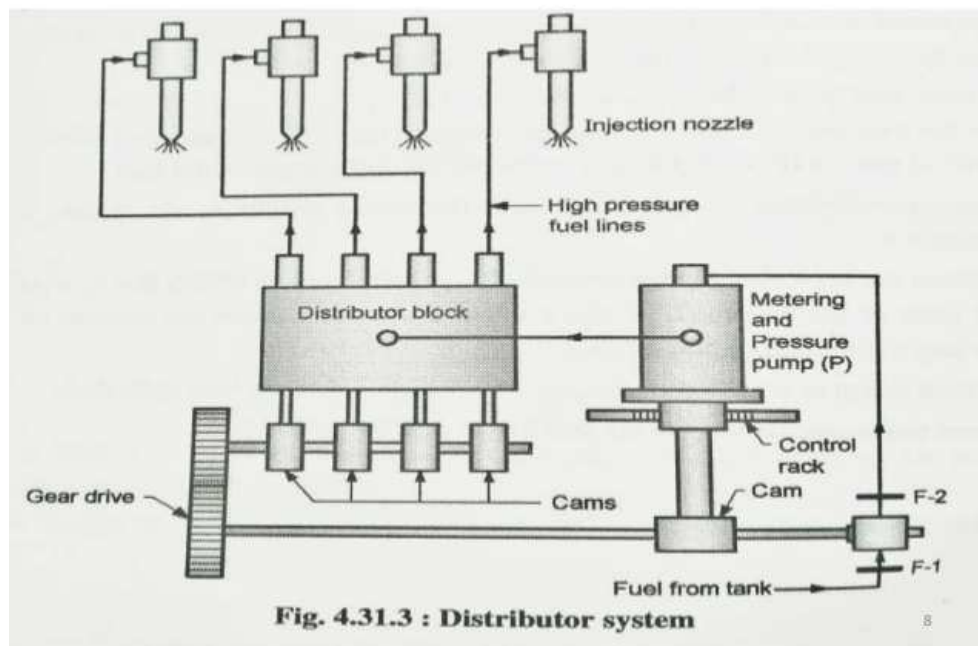 Injection nozzle
High pressure
fuel lines
Distributor block
Metering
and
Pressure
pump (P)
Control
rack
Gear drive
Cams
Cam
F-2
F-1
Fuel from tank
Fig. 4.31.3 : Distributor system
8